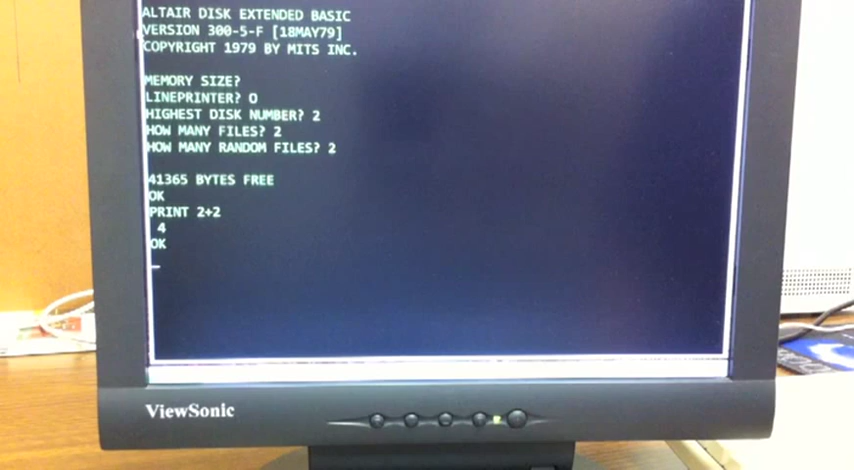 ALTAIR DISK EXTENDED BASIC
VERSION 300-5-F [18MAY79]
COPYRIGHT 1979 BY MITS INC.
MEMORY SIZE?
LINEPRINTER? O
HIGHEST DISK NUMBER? 2
HOW MANY FILES? 2
HOW MANY RANDOM FILES? 2
41365 BYTES FREE
OK
PRINT 2+2
4
OK
ViewSonic